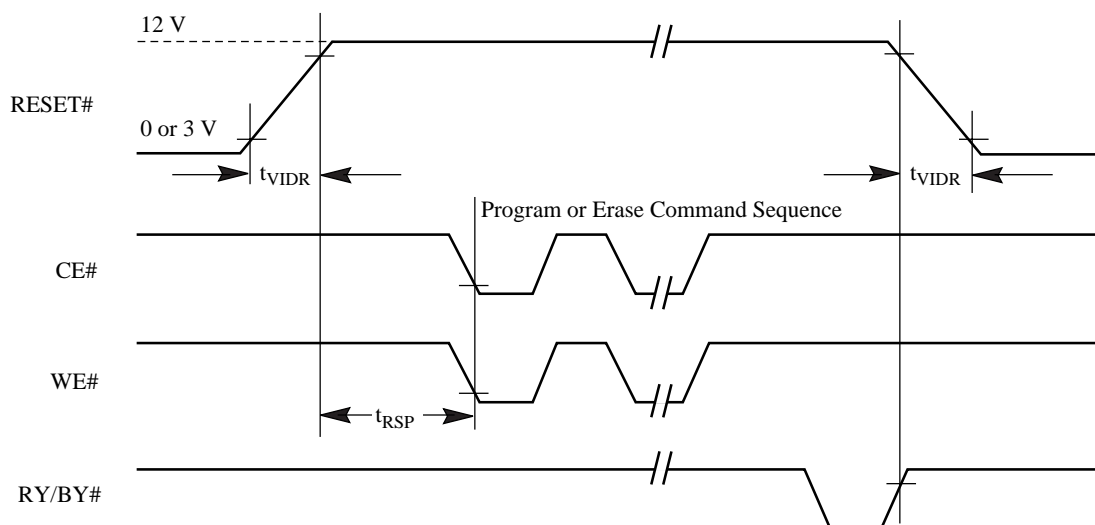 12 V
RESET#
0 or 3 V
tVIDR
tVIDR
Program or Erase Command Sequence
CE#
WE#
tRSP
RY/BY#